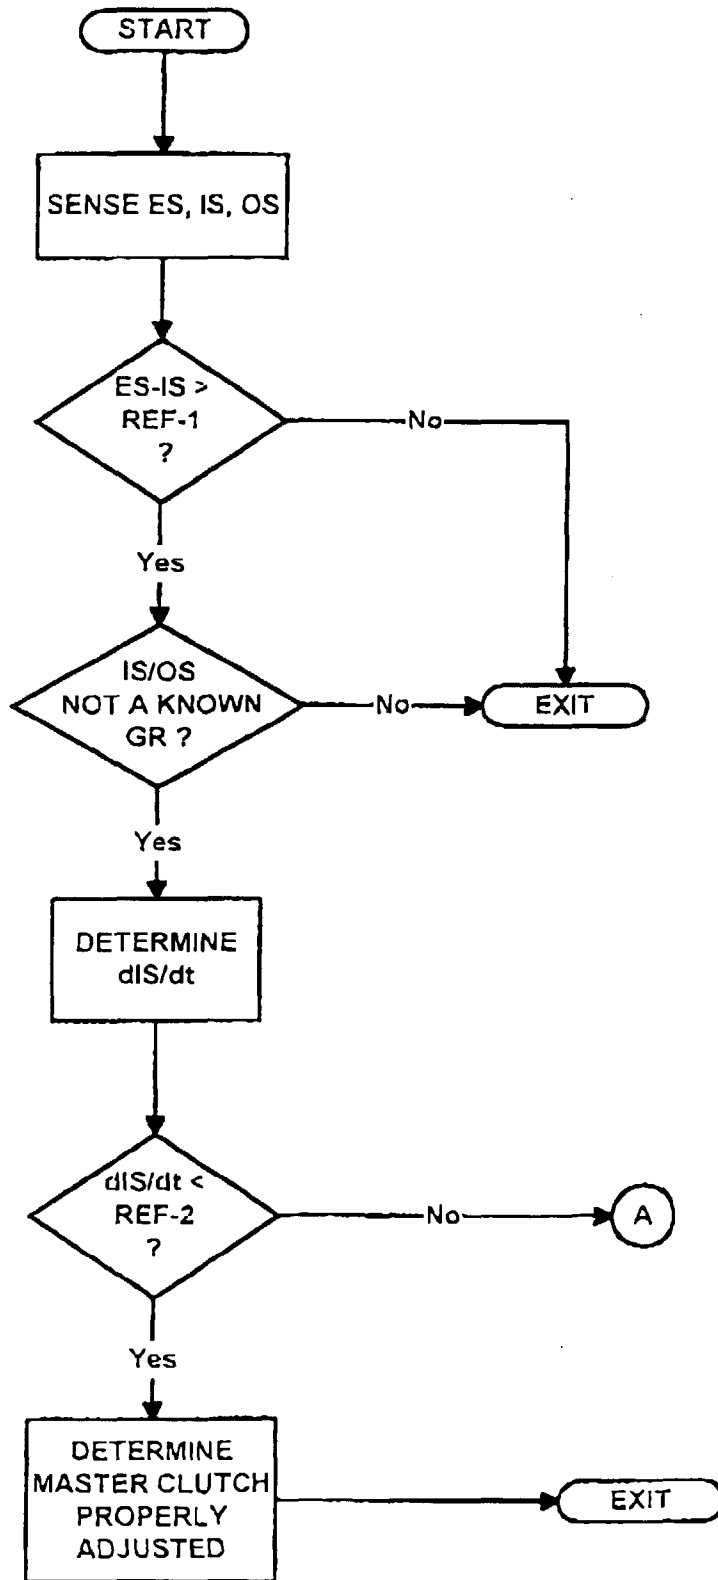 START
SENSE ES, IS, OS
ES-IS >
REF-1
?
No
Yes
IS/OS
NOT A KNOWN
GR ?
No
EXIT
Yes
DETERMINE
dIS/dt
dIS/dt <
REF-2
?
No
A
Yes
DETERMINE
MASTER CLUTCH
PROPERLY
ADJUSTED
EXIT